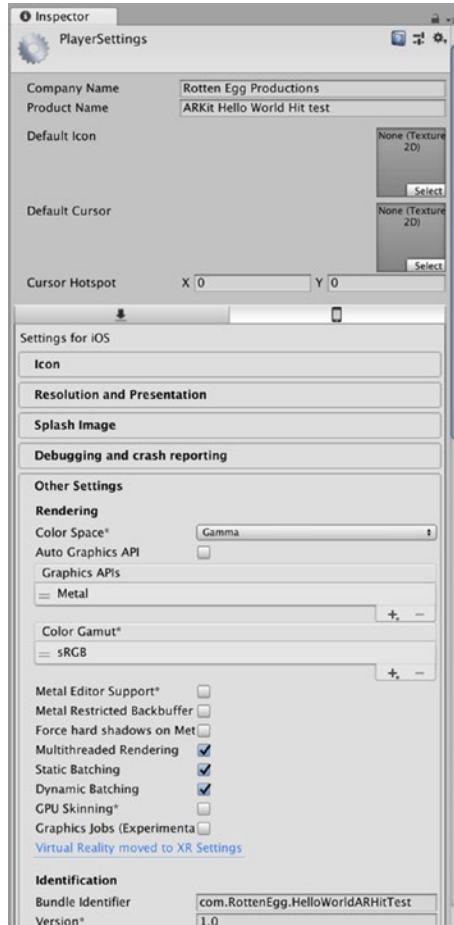 Inspector
PlayerSettings
Company Name Rotten Egg Productions
Product Name ARKit Hello World Hit test
Default Icon None (Texture 2D)
Select
Default Cursor None (Texture 2D)
Select
Cursor Hotspot X 0 Y 0
Settings for iOS
Icon
Resolution and Presentation
Splash Image
Debugging and crash reporting
Other Settings
Rendering
Color Space* Gamma
Auto Graphics API
Graphics APIs
= Metal
+ −
Color Gamut*
= sRGB
+ −
Metal Editor Support*
Metal Restricted Backbuffer
Force hard shadows on Met
Multithreaded Rendering
Static Batching
Dynamic Batching
GPU Skinning*
Graphics Jobs (Experimenta
Virtual Reality moved to XR Settings
Identification
Bundle Identifier com.RottenEgg.HelloWorldARHitTest
Version* 1.0